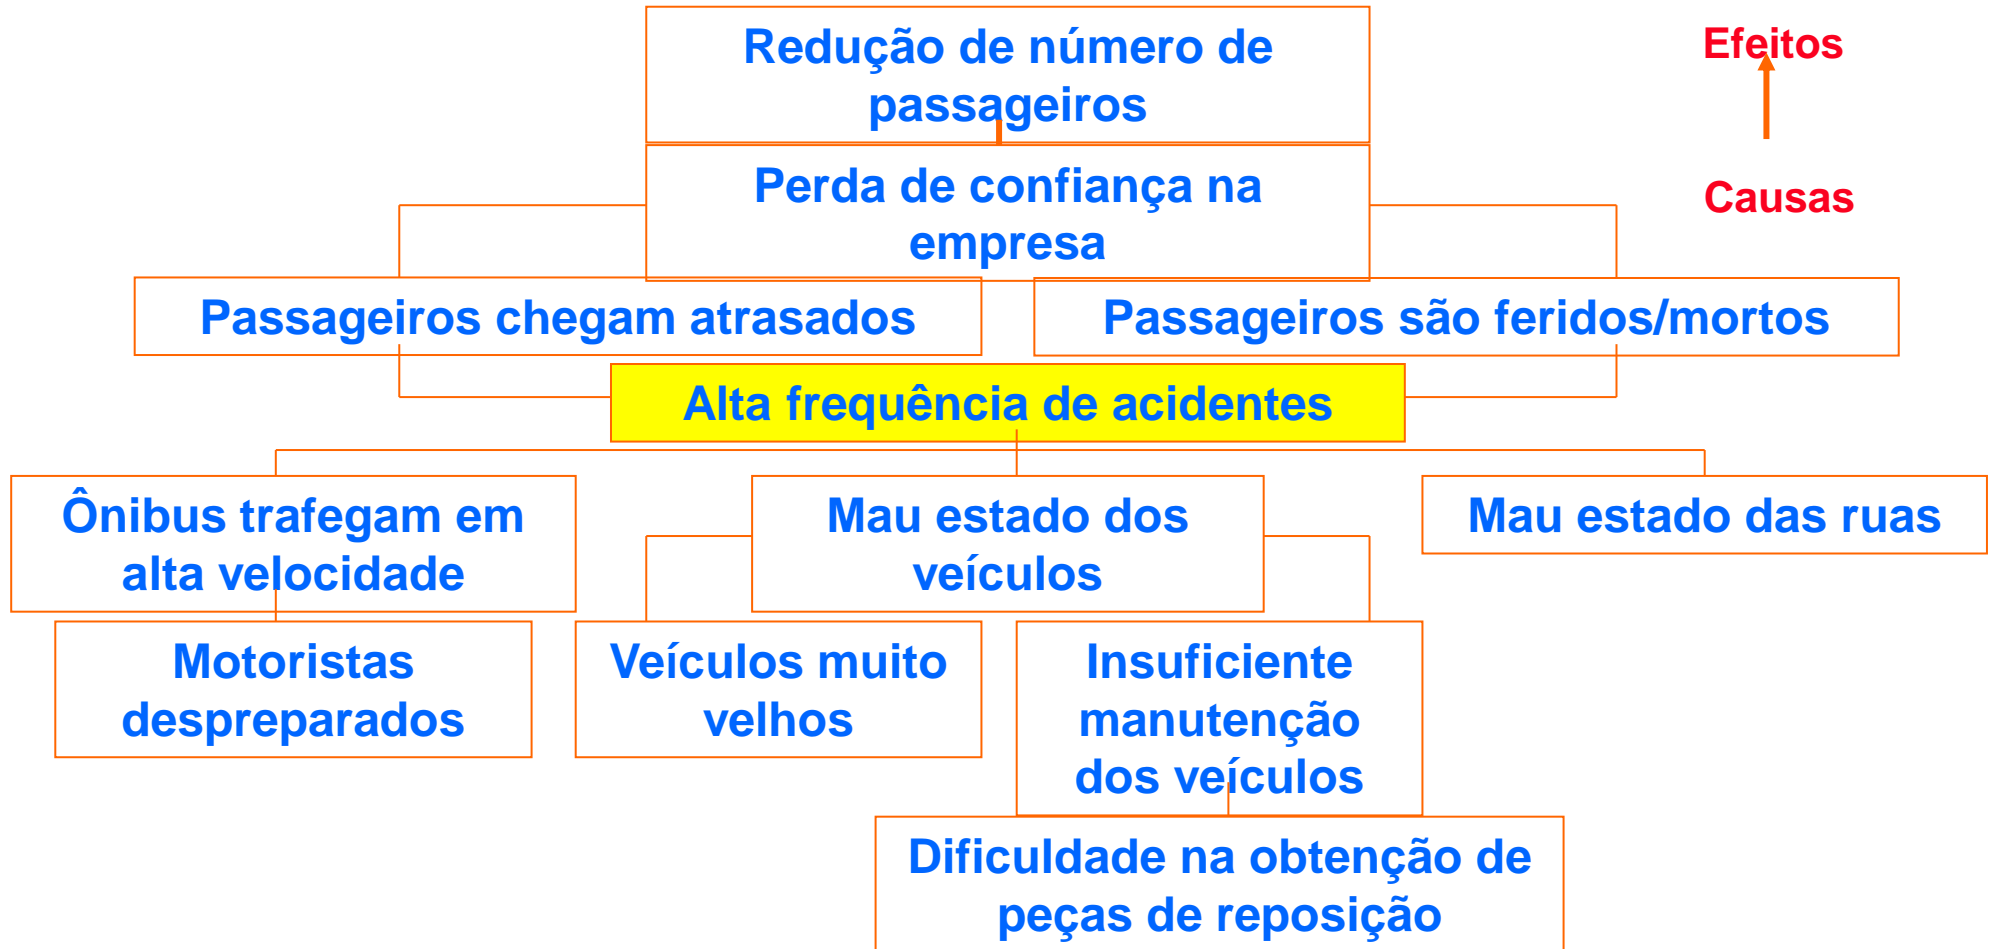 Redução de número de
passageiros
Efeitos
Perda de confiança na
empresa
Causas
Passageiros chegam atrasados
Passageiros são feridos/mortos
Alta frequência de acidentes
Ônibus trafegam em
alta velocidade
Mau estado dos
veículos
Mau estado das ruas
Motoristas
despreparados
Veículos muito
velhos
Insuficiente
manutenção
dos veículos
Dificuldade na obtenção de
peças de reposição